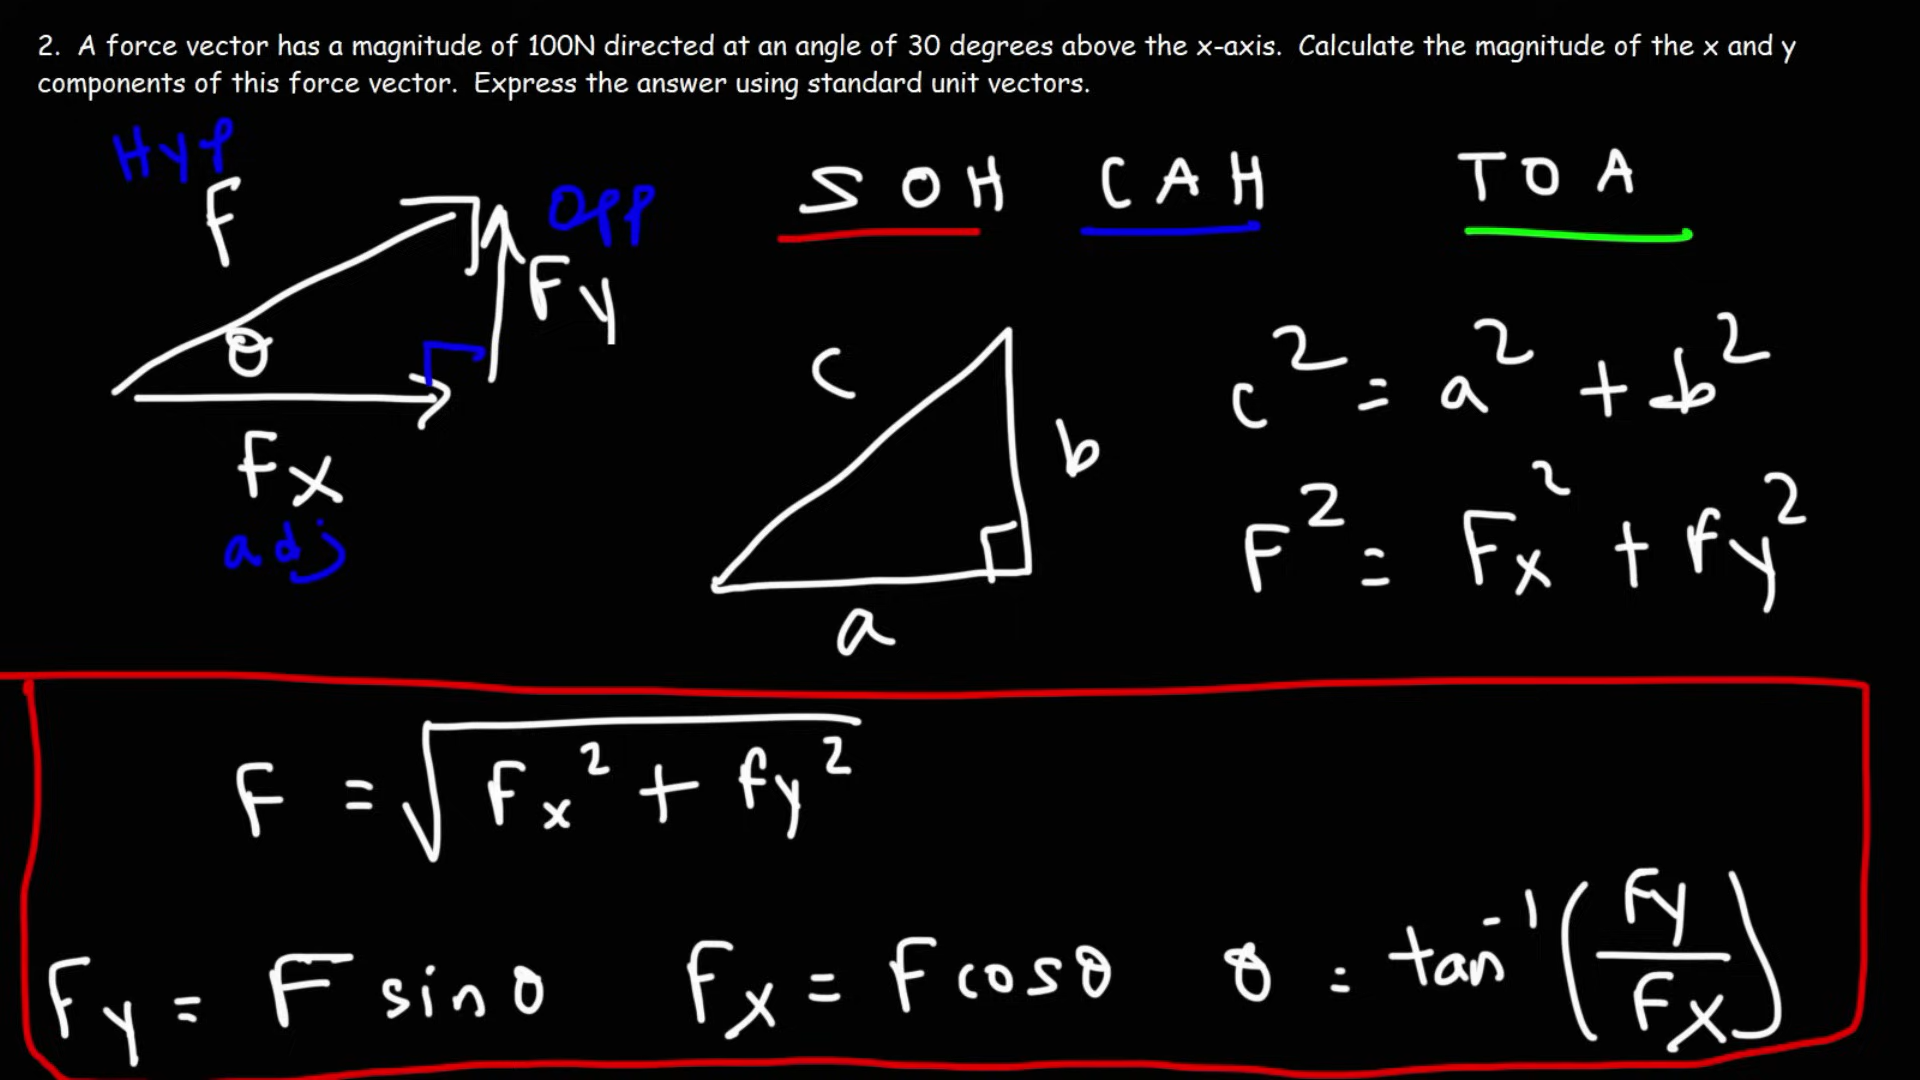 2. A force vector has a magnitude of 100N directed at an angle of 30 degrees above the x-axis. Calculate the magnitude of the x and y
components of this force vector. Express the answer using standard unit vectors.
Hyp
F
Opp
Fy
θ
Fx
adj
SOH CAH TOA
c
b
a
c² = a² + b²
F² = Fx² + Fy²
F = √(Fx² + Fy²)
Fy = F sinθ Fx = F cosθ θ = tan⁻¹(Fy/Fx)